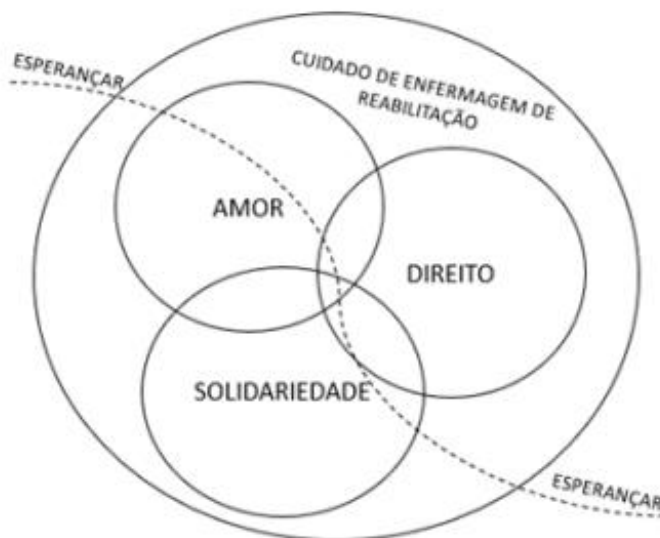 ESPERANÇAR
CUIDADO DE ENFERMAGEM DE
REABILITAÇÃO
AMOR
DIREITO
SOLIDARIEDADE
ESPERANÇAR